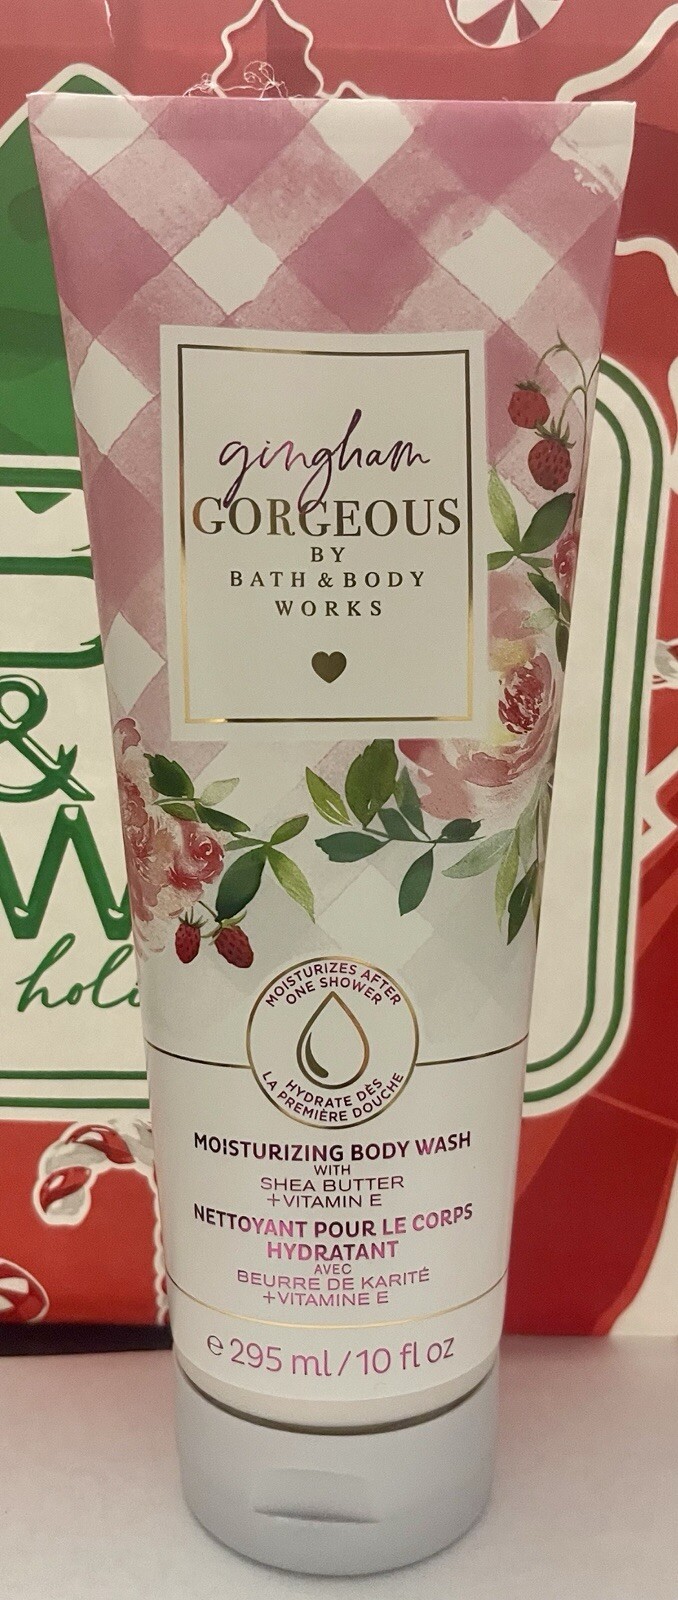 gingham
GORGEOUS
BY
BATH & BODY
WORKS
MOISTURIZES AFTER
ONE SHOWER
HYDRATE DÈS
LA PREMIÈRE DOUCHE
MOISTURIZING BODY WASH
WITH
SHEA BUTTER
+VITAMIN E
NETTOYANT POUR LE CORPS
HYDRATANT
AVEC
BEURRE DE KARITÉ
+VITAMINE E
e 295 ml / 10 fl oz
&
W